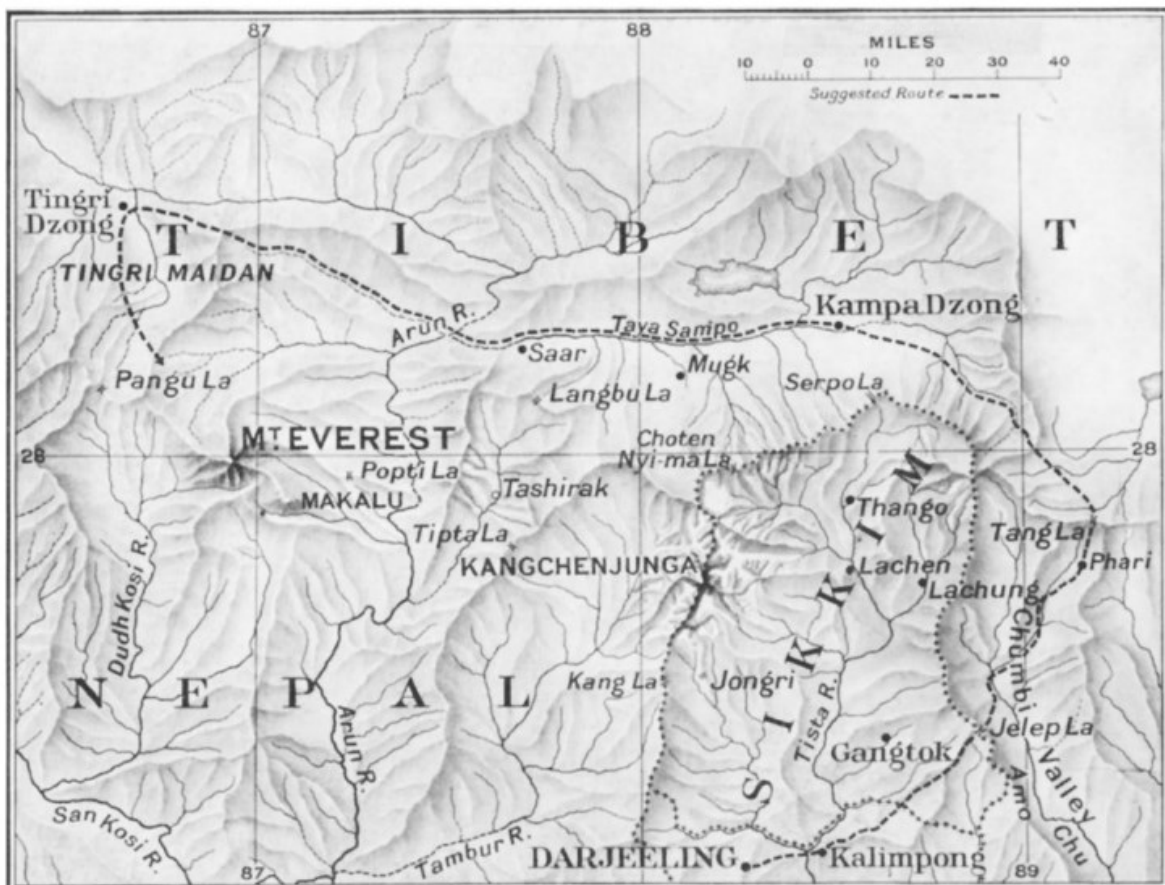 87
88
MILES
10 0 10 20 30 40
Suggested Route
Tingri
Dzong
T I B E T
TINGRI MAIDAN
Kampa Dzong
Arun R.
Taya Sampo
Saar
Mugk
Pangu La
Langbu La
Serpo La
MT EVEREST
28
28
Choten
Nyi-ma La
Popti La
MAKALU
Tashirak
Thango
Tipta La
Tang La
KANGCHENJUNGA
Lachen
Phari
Lachung
Dudh Kosi R.
NEPAL
SIKKIM
Kang La
Jongri
Chumbi Valley
Arun R.
Tista R.
Gangtok
Jelep La
Amo Chu
San Kosi R.
Tambur R.
DARJEELING
Kalimpong
87
89